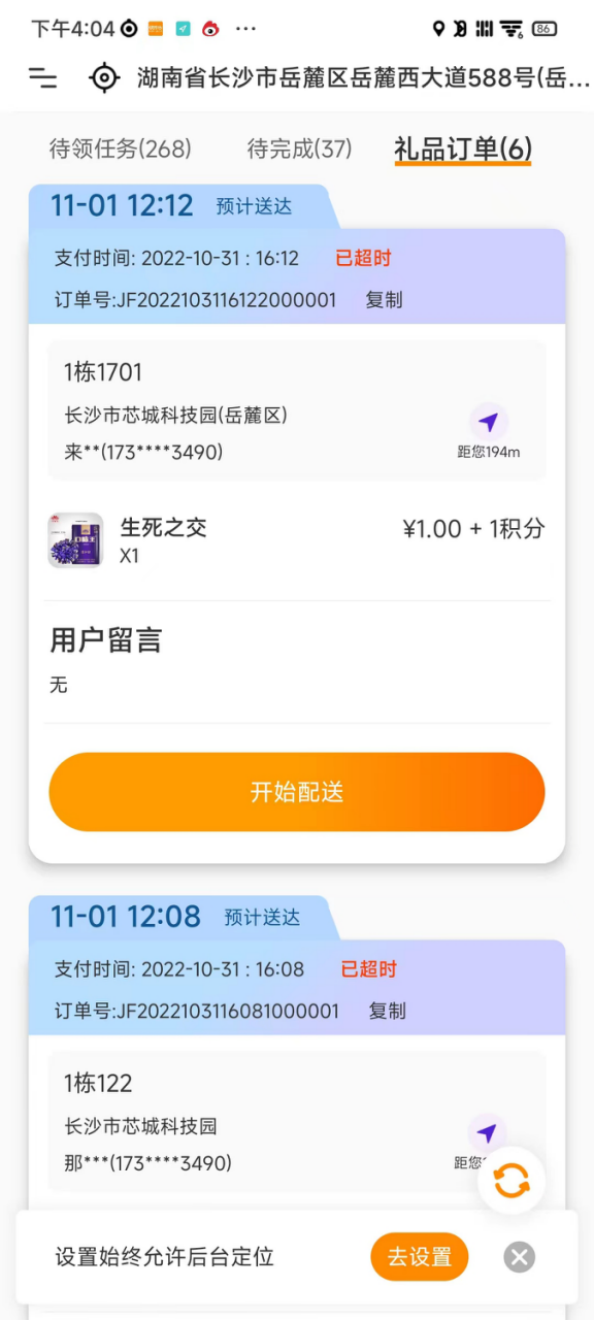 下午4:04
86
湖南省长沙市岳麓区岳麓西大道588号(岳...
待领任务(268) 待完成(37) 礼品订单(6)
11-01 12:12 预计送达
支付时间: 2022-10-31 : 16:12 已超时
订单号:JF2022103116122000001 复制
1栋1701
长沙市芯城科技园(岳麓区)
来**(173****3490)
距您194m
生死之交 ¥1.00 + 1积分
X1
用户留言
无
开始配送
11-01 12:08 预计送达
支付时间: 2022-10-31 : 16:08 已超时
订单号:JF2022103116081000001 复制
1栋122
长沙市芯城科技园
那***(173****3490)
距您
设置始终允许后台定位 去设置